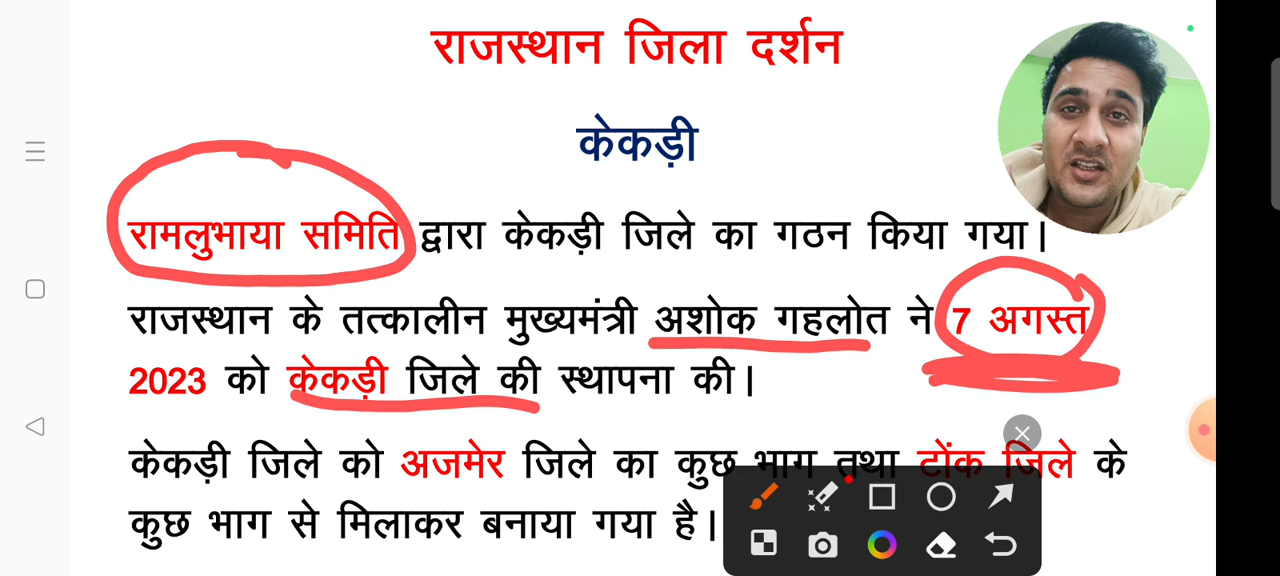 राजस्थान जिला दर्शन
केकड़ी
रामलुभाया समिति द्वारा केकड़ी जिले का गठन किया गया।
राजस्थान के तत्कालीन मुख्यमंत्री अशोक गहलोत ने 7 अगस्त
2023 को केकड़ी जिले की स्थापना की।
केकड़ी जिले को अजमेर जिले का कुछ भाग तथा टोंक जिले के
कुछ भाग से मिलाकर बनाया गया है।